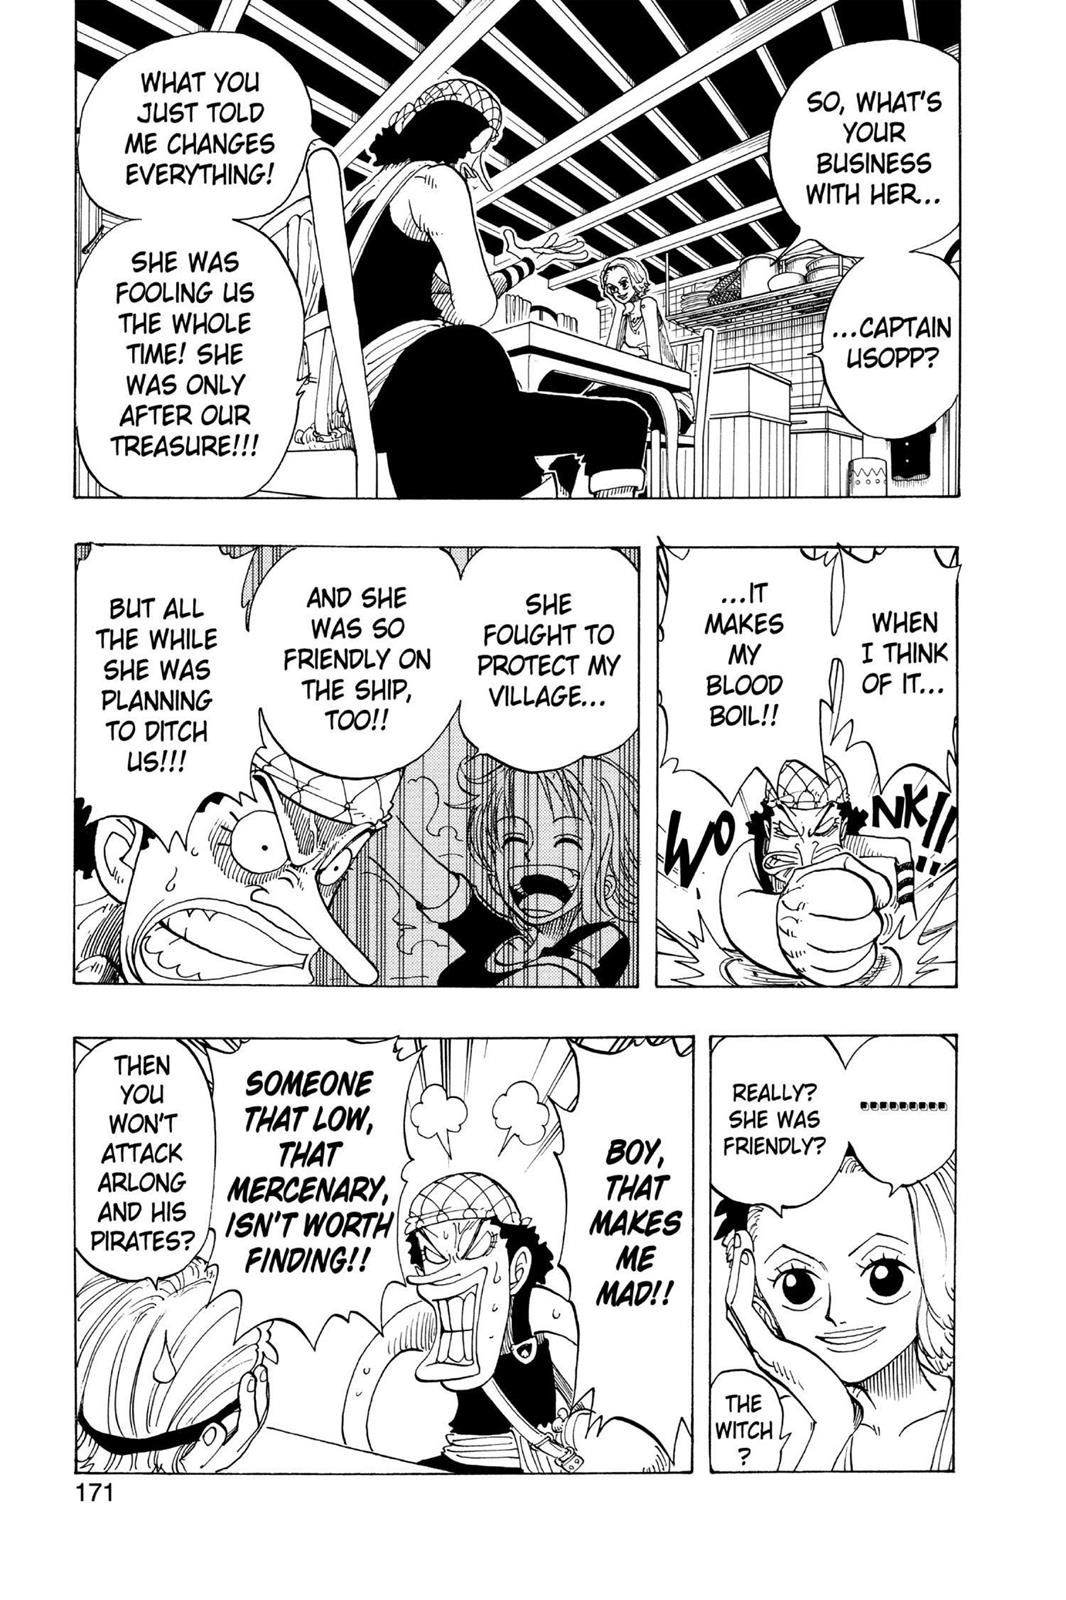 SO, WHAT'S
YOUR
BUSINESS
WITH HER...
...CAPTAIN
USOPP?
WHAT YOU
JUST TOLD
ME CHANGES
EVERYTHING!
SHE WAS
FOOLING US
THE WHOLE
TIME! SHE
WAS ONLY
AFTER OUR
TREASURE!!!
WHEN
I THINK
OF IT...
...IT
MAKES
MY
BLOOD
BOIL!!
WONK!!
SHE
FOUGHT TO
PROTECT MY
VILLAGE...
AND SHE
WAS SO
FRIENDLY ON
THE SHIP,
TOO!!
BUT ALL
THE WHILE
SHE WAS
PLANNING
TO DITCH
US!!!
.........
REALLY?
SHE WAS
FRIENDLY?
THE
WITCH
?
BOY,
THAT
MAKES
ME
MAD!!
SOMEONE
THAT LOW,
THAT
MERCENARY,
ISN'T WORTH
FINDING!!
THEN
YOU
WON'T
ATTACK
ARLONG
AND HIS
PIRATES?
171